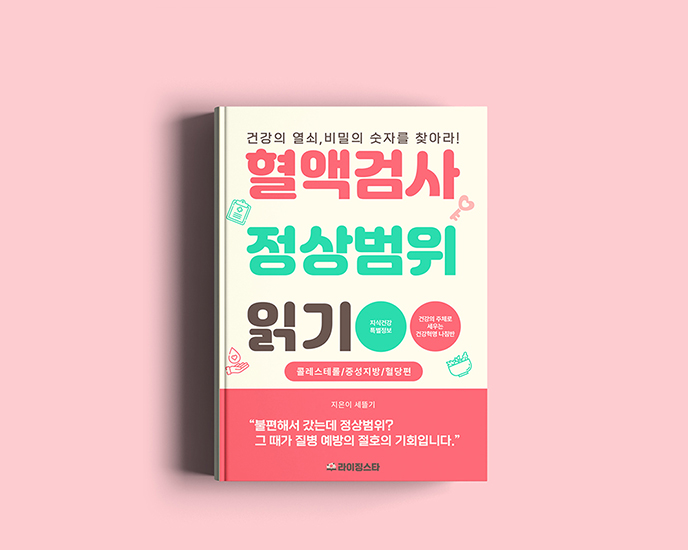 건강의 열쇠,비밀의 숫자를 찾아라!
혈액검사
정상범위
읽기
지식건강
특별정보
건강의 주체로
세우는
건강혁명 나침반
콜레스테롤/중성지방/혈당편
지은이 세뜰기
“불편해서 갔는데 정상범위?
그 때가 질병 예방의 절호의 기회입니다.”
라이징스타